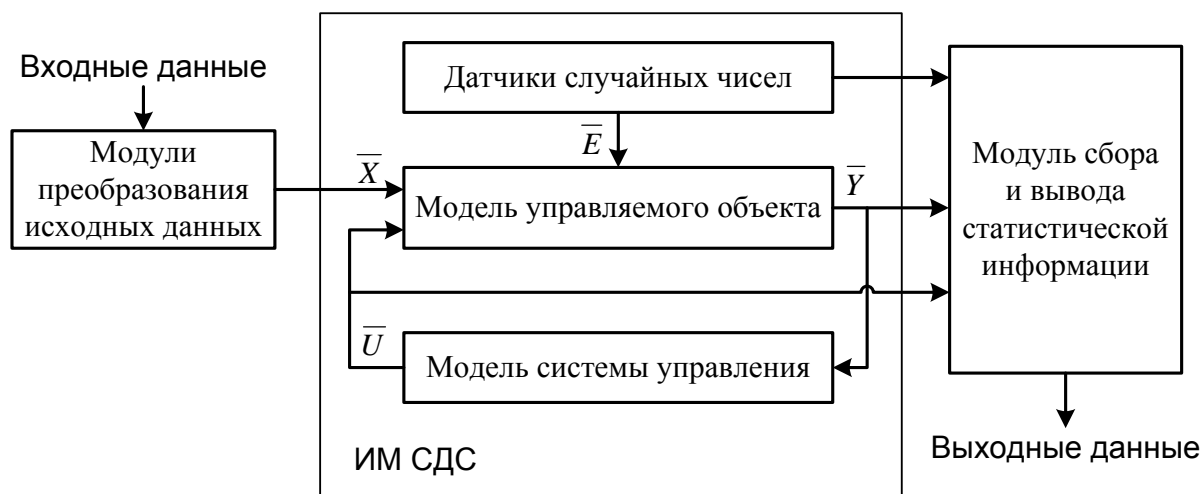 Входные данные
Модули
преобразования
исходных данных
Датчики случайных чисел
E
X
Модель управляемого объекта
Y
U
Модель системы управления
ИМ СДС
Модуль сбора
и вывода
статистической
информации
Выходные данные